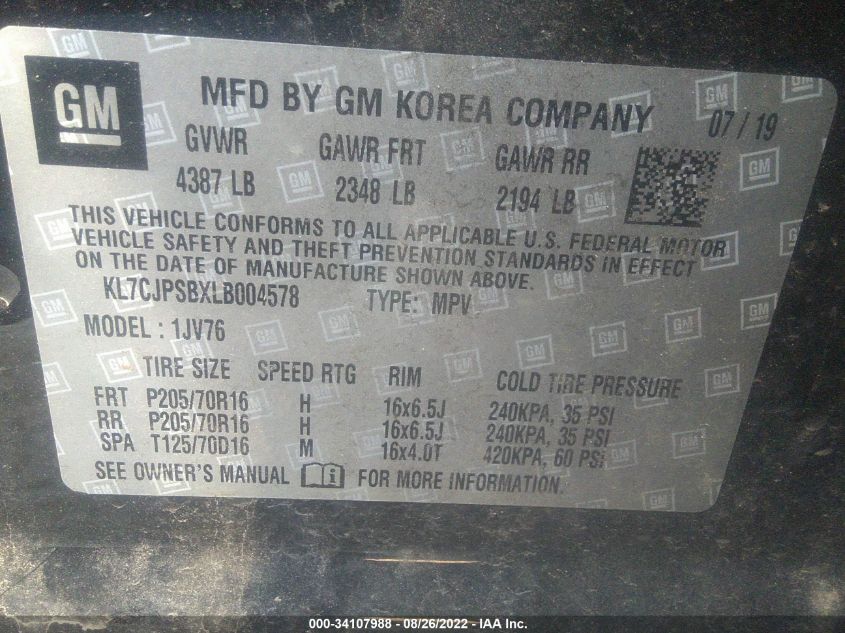 GM
MFD BY GM KOREA COMPANY 07/19
GVWR GAWR FRT GAWR RR
4387 LB 2348 LB 2194 LB
THIS VEHICLE CONFORMS TO ALL APPLICABLE U.S. FEDERAL MOTOR
VEHICLE SAFETY AND THEFT PREVENTION STANDARDS IN EFFECT
ON THE DATE OF MANUFACTURE SHOWN ABOVE.
KL7CJPSBXLB004578 TYPE: MPV
MODEL: 1JV76
TIRE SIZE SPEED RTG RIM COLD TIRE PRESSURE
FRT P205/70R16 H 16x6.5J 240KPA, 35 PSI
RR P205/70R16 H 16x6.5J 240KPA, 35 PSI
SPA T125/70D16 M 16x4.0T 420KPA, 60 PSI
SEE OWNER'S MANUAL i FOR MORE INFORMATION.
000-34107988 - 08/26/2022 - IAA Inc.